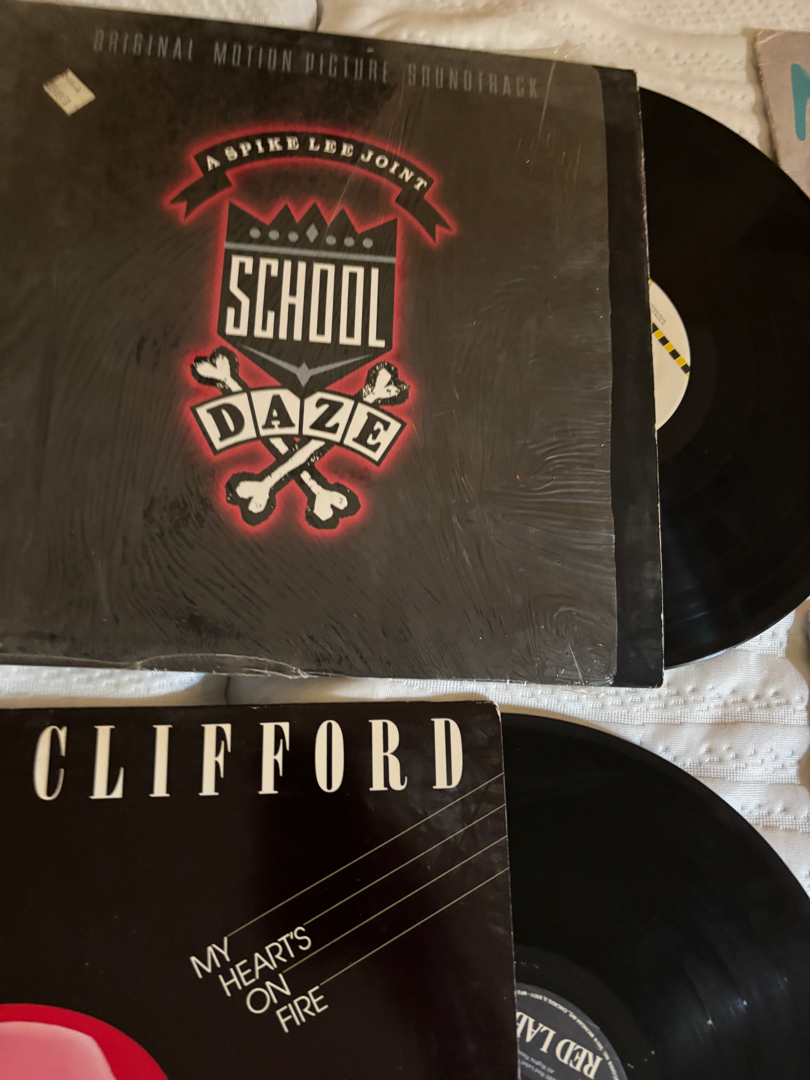 ORIGINAL MOTION PICTURE SOUNDTRACK
A SPIKE LEE JOINT
SCHOOL
DAZE
CLIFFORD
MY
HEART'S
ON
FIRE
RED LAB